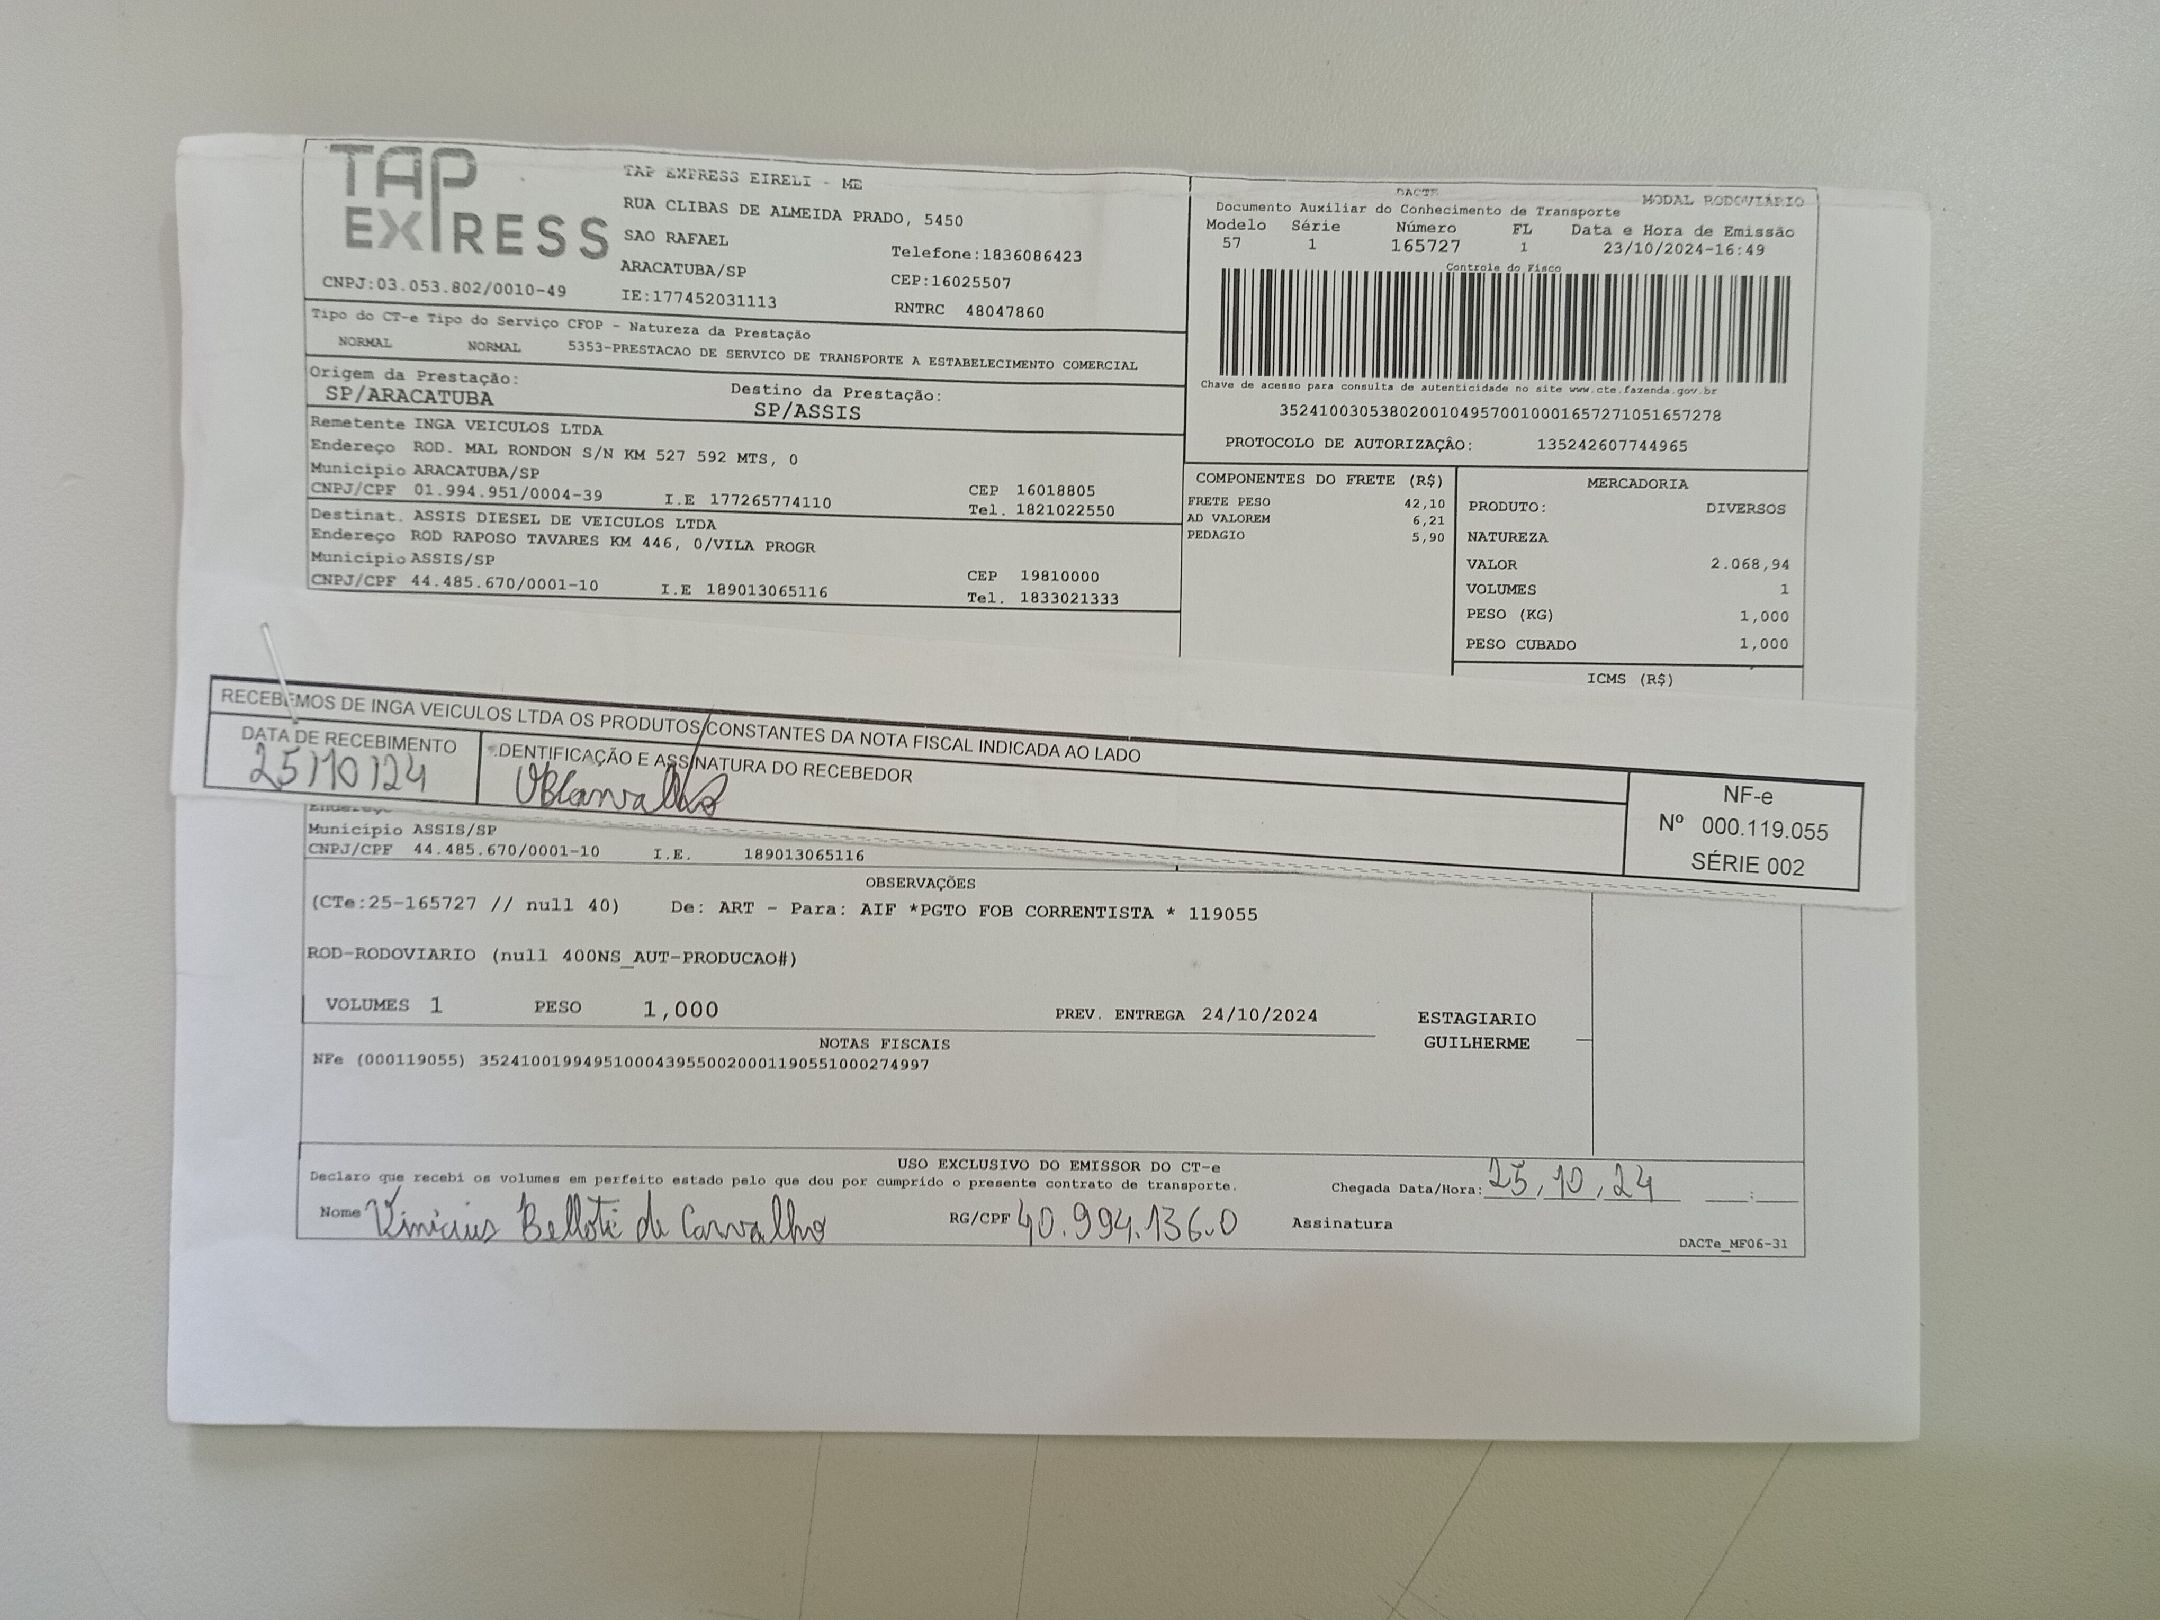 TAP EXPRESS
TAP EXPRESS EIRELI - ME
RUA CLIBAS DE ALMEIDA PRADO, 5450
SAO RAFAEL
Telefone:1836086423
ARACATUBA/SP
CEP:16025507
CNPJ:03.053.802/0010-49
IE:177452031113
RNTRC 48047860
Tipo do CT-e Tipo do Serviço CFOP - Natureza da Prestação
NORMAL NORMAL 5353-PRESTACAO DE SERVICO DE TRANSPORTE A ESTABELECIMENTO COMERCIAL
Origem da Prestação:
SP/ARACATUBA
Destino da Prestação:
SP/ASSIS
Remetente INGA VEICULOS LTDA
Endereço ROD. MAL RONDON S/N KM 527 592 MTS, 0
Município ARACATUBA/SP
CEP 16018805
CNPJ/CPF 01.994.951/0004-39 I.E 177265774110
Tel. 1821022550
Destinat. ASSIS DIESEL DE VEICULOS LTDA
Endereço ROD RAPOSO TAVARES KM 446, 0/VILA PROGR
Município ASSIS/SP
CEP 19810000
CNPJ/CPF 44.485.670/0001-10 I.E 189013065116
Tel. 1833021333
DACTE MODAL RODOVIÁRIO
Documento Auxiliar do Conhecimento de Transporte
Modelo Série Número FL Data e Hora de Emissão
57 1 165727 1 23/10/2024-16:49
Controle do Fisco
Chave de acesso para consulta de autenticidade no site www.cte.fazenda.gov.br
35241003053802001049570010001657271051657278
PROTOCOLO DE AUTORIZAÇÂO: 135242607744965
COMPONENTES DO FRETE (R$)
FRETE PESO 42,10
AD VALOREM 6,21
PEDAGIO 5,90
MERCADORIA
PRODUTO: DIVERSOS
NATUREZA
VALOR 2.068,94
VOLUMES 1
PESO (KG) 1,000
PESO CUBADO 1,000
ICMS (R$)
RECEBEMOS DE INGA VEICULOS LTDA OS PRODUTOS CONSTANTES DA NOTA FISCAL INDICADA AO LADO
DATA DE RECEBIMENTO
25/10/24
IDENTIFICAÇÃO E ASSINATURA DO RECEBEDOR
NF-e
Nº 000.119.055
SÉRIE 002
Endereço
Município ASSIS/SP
CNPJ/CPF 44.485.670/0001-10 I.E. 189013065116
OBSERVAÇÕES
(CTe:25-165727 // null 40) De: ART - Para: AIF *PGTO FOB CORRENTISTA * 119055
ROD-RODOVIARIO (null 400NS_AUT-PRODUCAO#)
VOLUMES 1 PESO 1,000 PREV. ENTREGA 24/10/2024
ESTAGIARIO
GUILHERME
NOTAS FISCAIS
NFe (000119055) 35241001994951000439550020001190551000274997
USO EXCLUSIVO DO EMISSOR DO CT-e
Declaro que recebi os volumes em perfeito estado pelo que dou por cumprido o presente contrato de transporte.
Chegada Data/Hora: 25,10,24 :
Nome Vinicius Belloti de Carvalho RG/CPF 40.994.136-0 Assinatura
DACTe_MF06-31